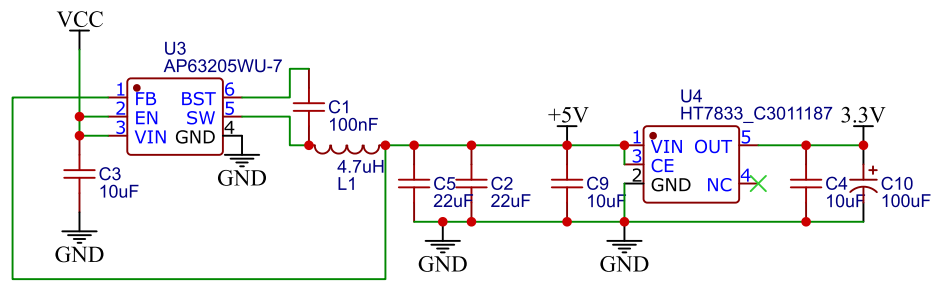 VCC
U3
AP63205WU-7
1 FB BST 6
2 EN SW 5
3 VIN GND 4
GND
C1
100nF
C3
10uF
GND
4.7uH
L1
C5
22uF
C2
22uF
GND
+5V
C9
10uF
GND
U4
HT7833_C3011187
1 VIN OUT 5
3 CE
2 GND NC 4
3.3V
C4
10uF
+
C10
100uF